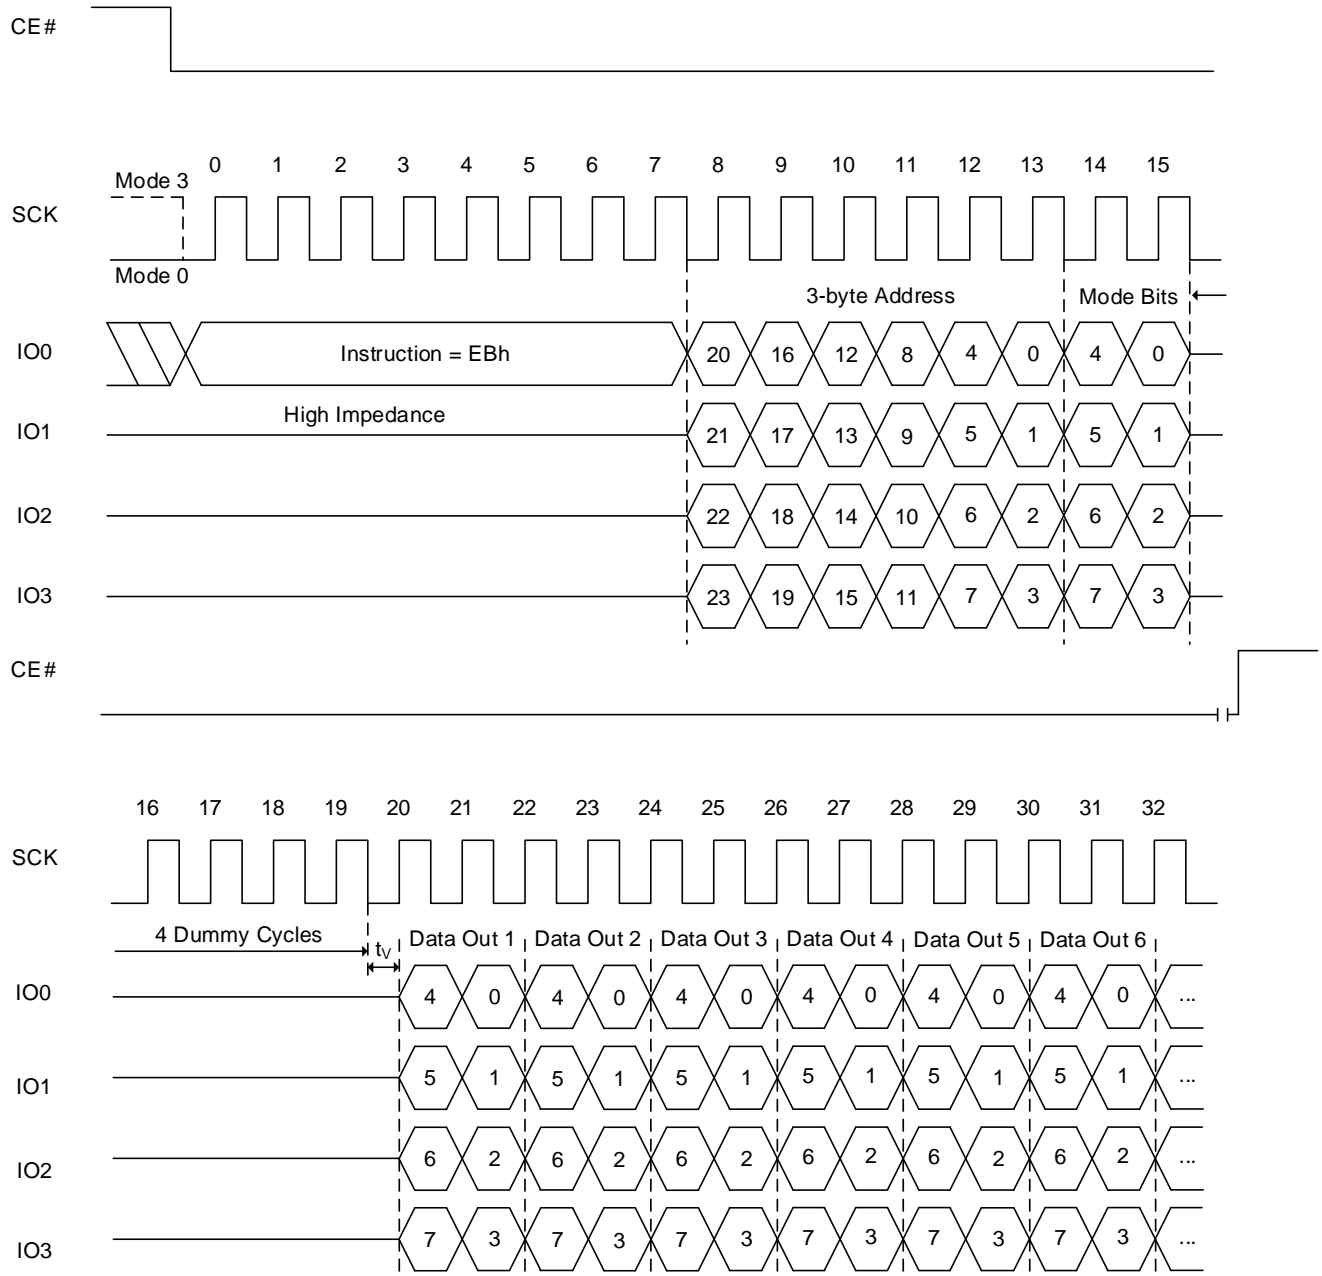 CE#
0 1 2 3 4 5 6 7 8 9 10 11 12 13 14 15
Mode 3
SCK
Mode 0
3-byte Address Mode Bits
IO0 Instruction = EBh 20 16 12 8 4 0 4 0
High Impedance
IO1 21 17 13 9 5 1 5 1
IO2 22 18 14 10 6 2 6 2
IO3 23 19 15 11 7 3 7 3
CE#
16 17 18 19 20 21 22 23 24 25 26 27 28 29 30 31 32
SCK
4 Dummy Cycles tV Data Out 1 Data Out 2 Data Out 3 Data Out 4 Data Out 5 Data Out 6
IO0 4 0 4 0 4 0 4 0 4 0 4 0 ...
IO1 5 1 5 1 5 1 5 1 5 1 5 1 ...
IO2 6 2 6 2 6 2 6 2 6 2 6 2 ...
IO3 7 3 7 3 7 3 7 3 7 3 7 3 ...